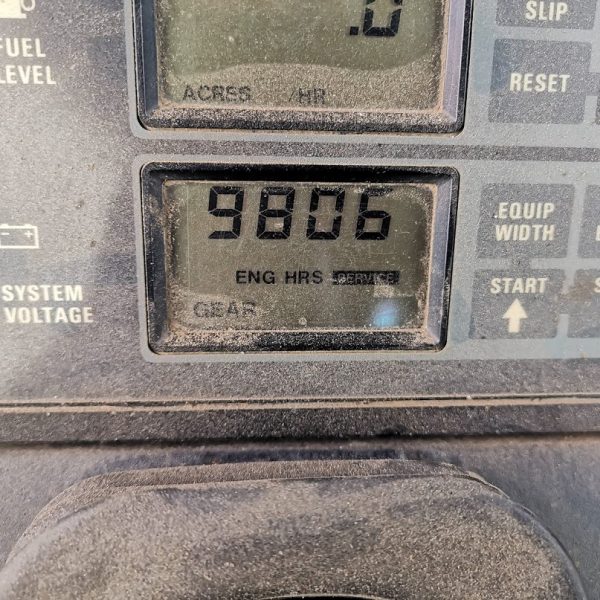 FUEL
LEVEL
.0
ACRES /HR
SLIP
RESET
9806
ENG HRS SERVICE
GEAR
.EQUIP
WIDTH
SYSTEM
VOLTAGE
START